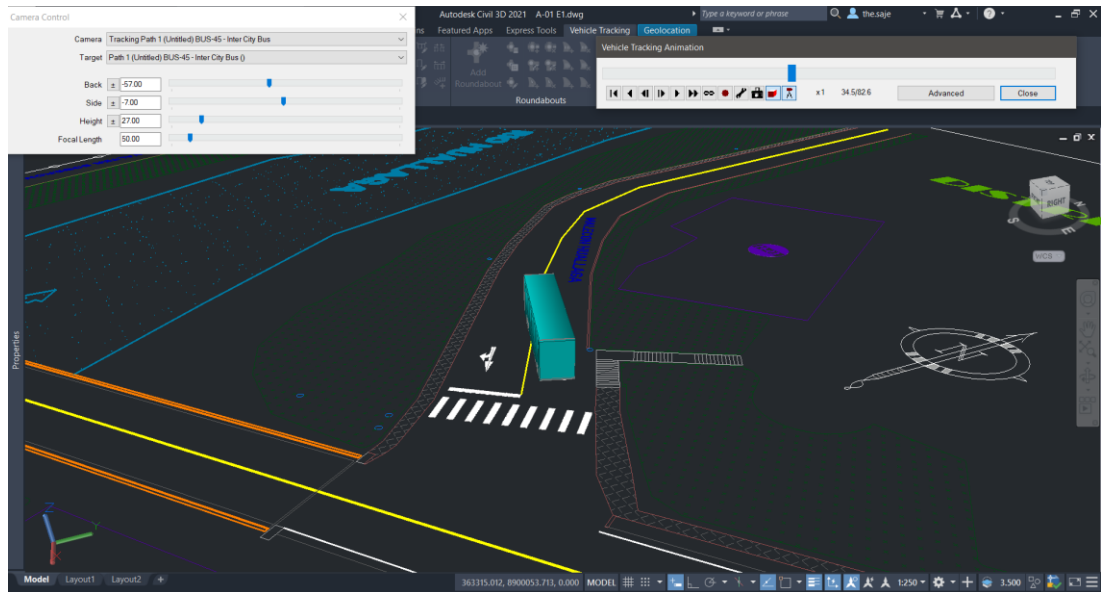 Camera Control
Camera Tracking Path 1 (Untitled) BUS-45 - Inter City Bus
Target Path 1 (Untitled) BUS-45 - Inter City Bus ()
Back ± -57.00
Side ± -7.00
Height ± 27.00
Focal Length 50.00
Autodesk Civil 3D 2021 A-01 E1.dwg
Type a keyword or phrase
the.saje
Featured Apps Express Tools Vehicle Tracking Geolocation
Add
Roundabout
Roundabouts
Vehicle Tracking Animation
x1 34.5/82.6 Advanced Close
RIGHT
S
E
WCS
Properties
Z
Y
X
Model Layout1 Layout2 +
363315.012, 8900053.713, 0.000 MODEL 1:250 3.500